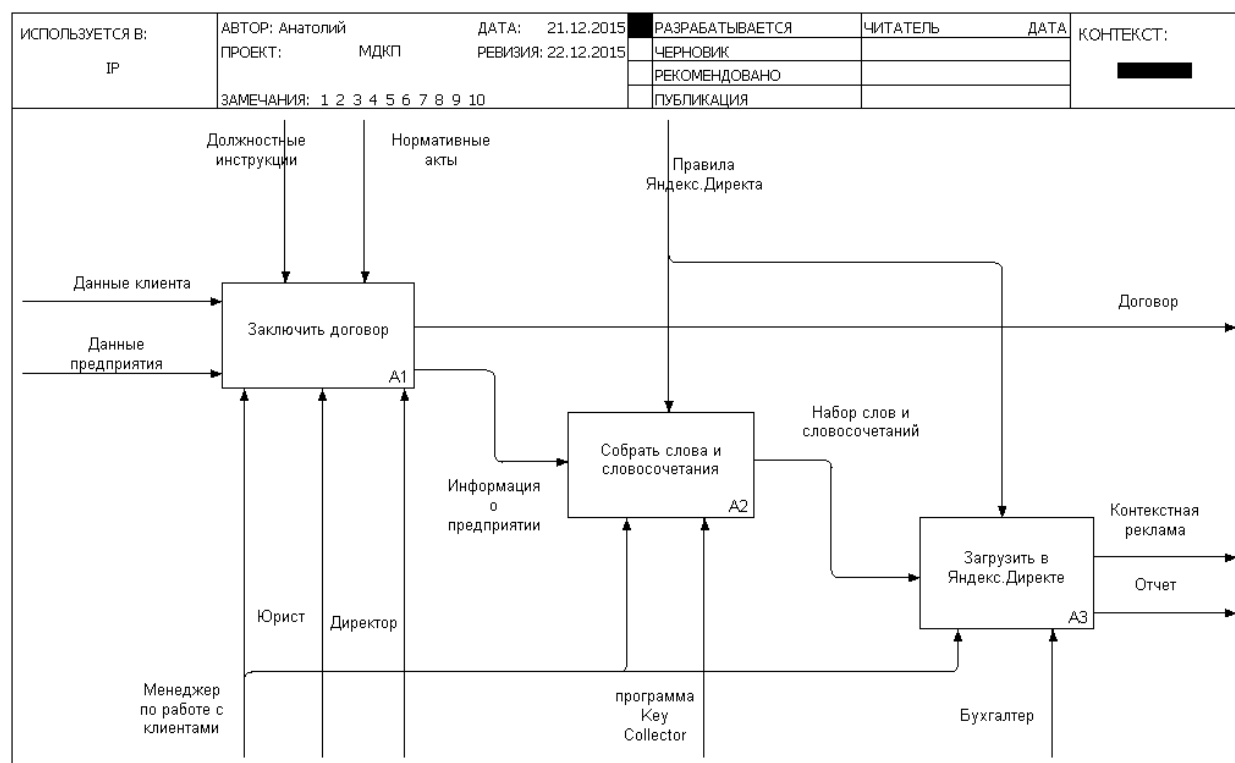 ИСПОЛЬЗУЕТСЯ В:
IP
АВТОР: Анатолий
ДАТА: 21.12.2015
ПРОЕКТ: МДКП
РЕВИЗИЯ: 22.12.2015
ЗАМЕЧАНИЯ: 1 2 3 4 5 6 7 8 9 10
РАЗРАБАТЫВАЕТСЯ
ЧЕРНОВИК
РЕКОМЕНДОВАНО
ПУБЛИКАЦИЯ
ЧИТАТЕЛЬ
ДАТА
КОНТЕКСТ:
Должностные
инструкции
Нормативные
акты
Правила
Яндекс.Директа
Данные клиента
Данные
предприятия
Заключить договор
A1
Договор
Информация
о
предприятии
Собрать слова и
словосочетания
A2
Набор слов и
словосочетаний
Загрузить в
Яндекс.Директе
A3
Контекстная
реклама
Отчет
Юрист
Директор
Менеджер
по работе с
клиентами
программа
Key
Collector
Бухгалтер